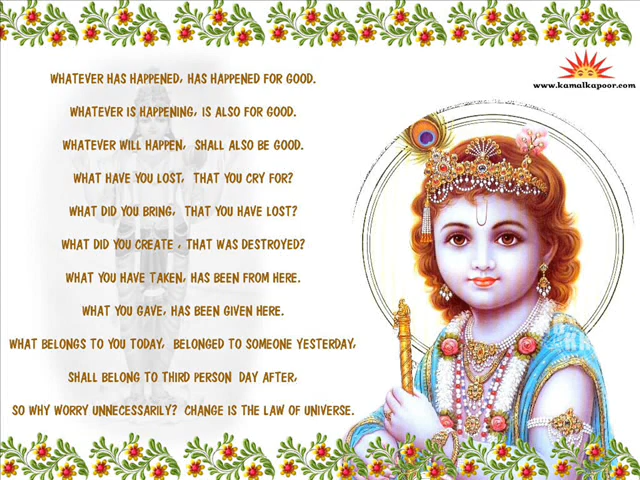 www.kamalkapoor.com
WHATEVER HAS HAPPENED, HAS HAPPENED FOR GOOD.
WHATEVER IS HAPPENING, IS ALSO FOR GOOD.
WHATEVER WILL HAPPEN, SHALL ALSO BE GOOD.
WHAT HAVE YOU LOST, THAT YOU CRY FOR?
WHAT DID YOU BRING, THAT YOU HAVE LOST?
WHAT DID YOU CREATE , THAT WAS DESTROYED?
WHAT YOU HAVE TAKEN, HAS BEEN FROM HERE.
WHAT YOU GAVE, HAS BEEN GIVEN HERE.
WHAT BELONGS TO YOU TODAY, BELONGED TO SOMEONE YESTERDAY,
SHALL BELONG TO THIRD PERSON DAY AFTER,
SO WHY WORRY UNNECESSARILY? CHANGE IS THE LAW OF UNIVERSE.